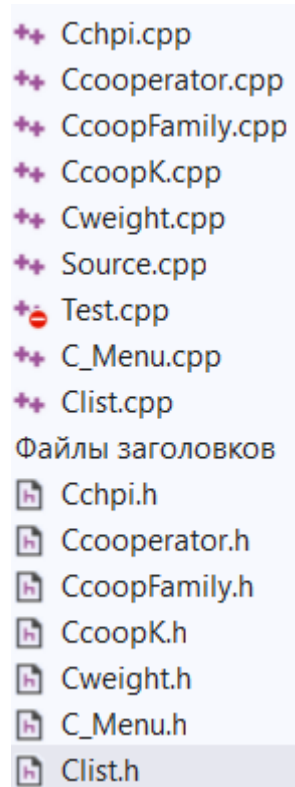 Cchpi.cpp
Ccooperator.cpp
CcoopFamily.cpp
CcoopK.cpp
Cweight.cpp
Source.cpp
Test.cpp
C_Menu.cpp
Clist.cpp
Файлы заголовков
Cchpi.h
Ccooperator.h
CcoopFamily.h
CcoopK.h
Cweight.h
C_Menu.h
Clist.h